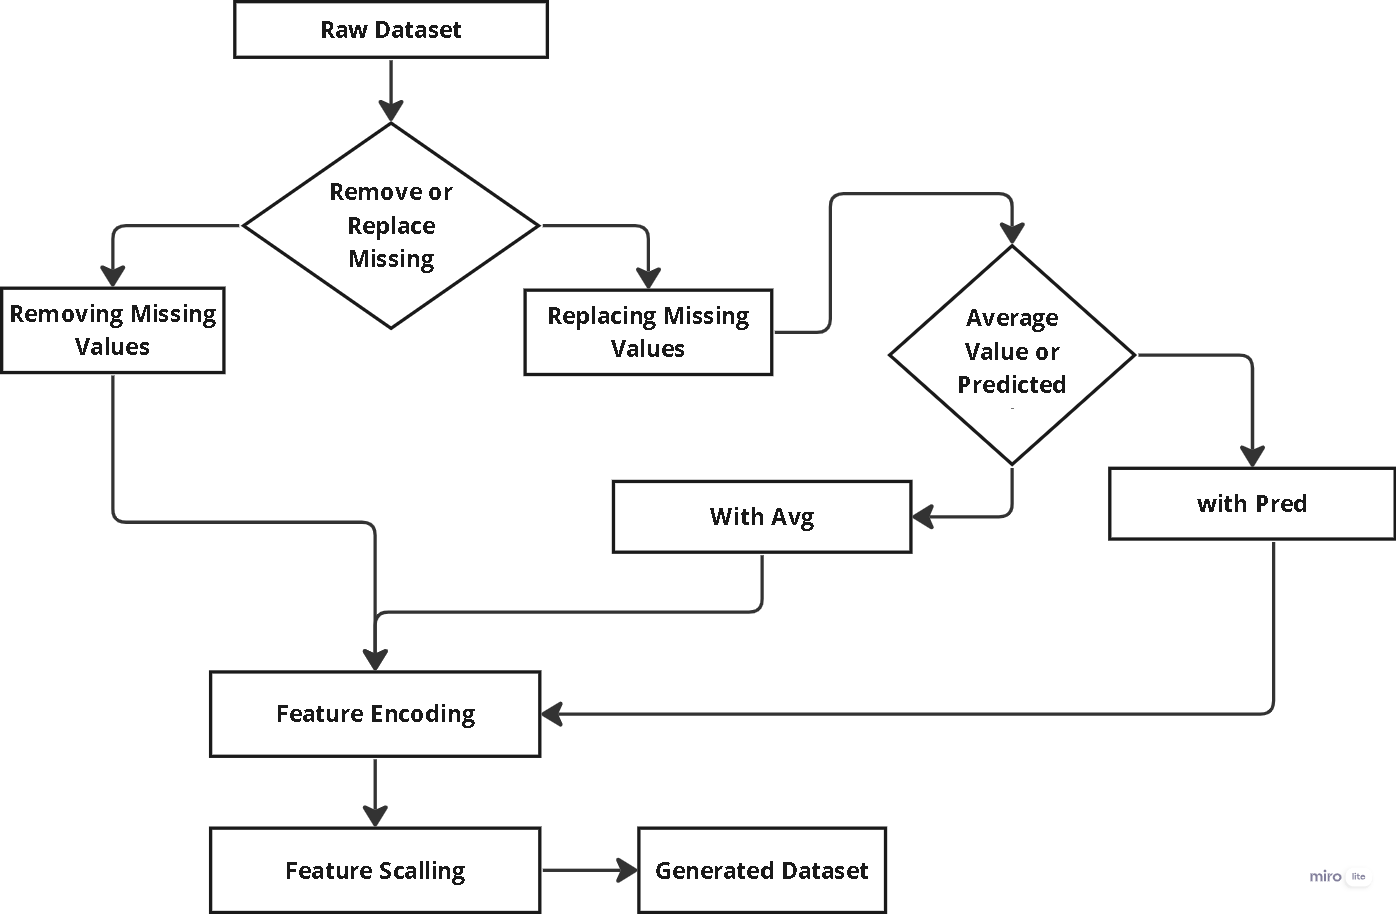 Raw Dataset
Remove or
Replace
Missing
Removing Missing
Values
Replacing Missing
Values
Average
Value or
Predicted
With Avg
with Pred
Feature Encoding
Feature Scalling
Generated Dataset
miro lite